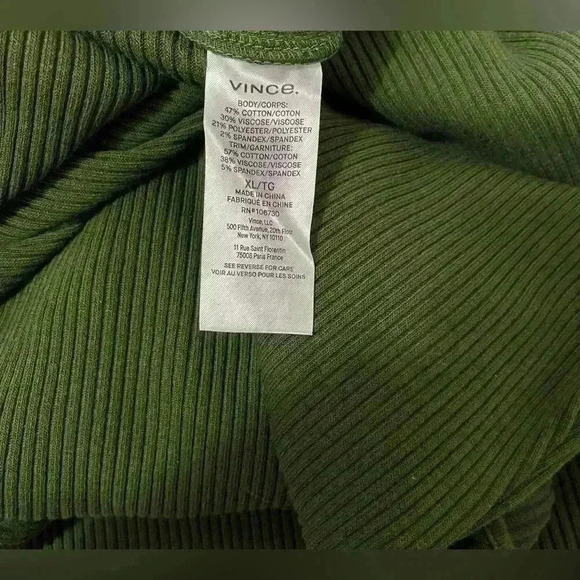 VINCE.
BODY/CORPS:
47% COTTON/COTON
30% VISCOSE/VISCOSE
21% POLYESTER/POLYESTER
2% SPANDEX/SPANDEX
TRIM/GARNITURE:
57% COTTON/COTON
38% VISCOSE/VISCOSE
5% SPANDEX/SPANDEX
XL/TG
MADE IN CHINA
FABRIQUÉ EN CHINE
RN#106730
Vince, LLC
500 Fifth Avenue, 20th Floor
New York, NY 10110
11 Rue Saint Florentin
75008 Paris France
SEE REVERSE FOR CARE
VOIR AU VERSO POUR LES SOINS